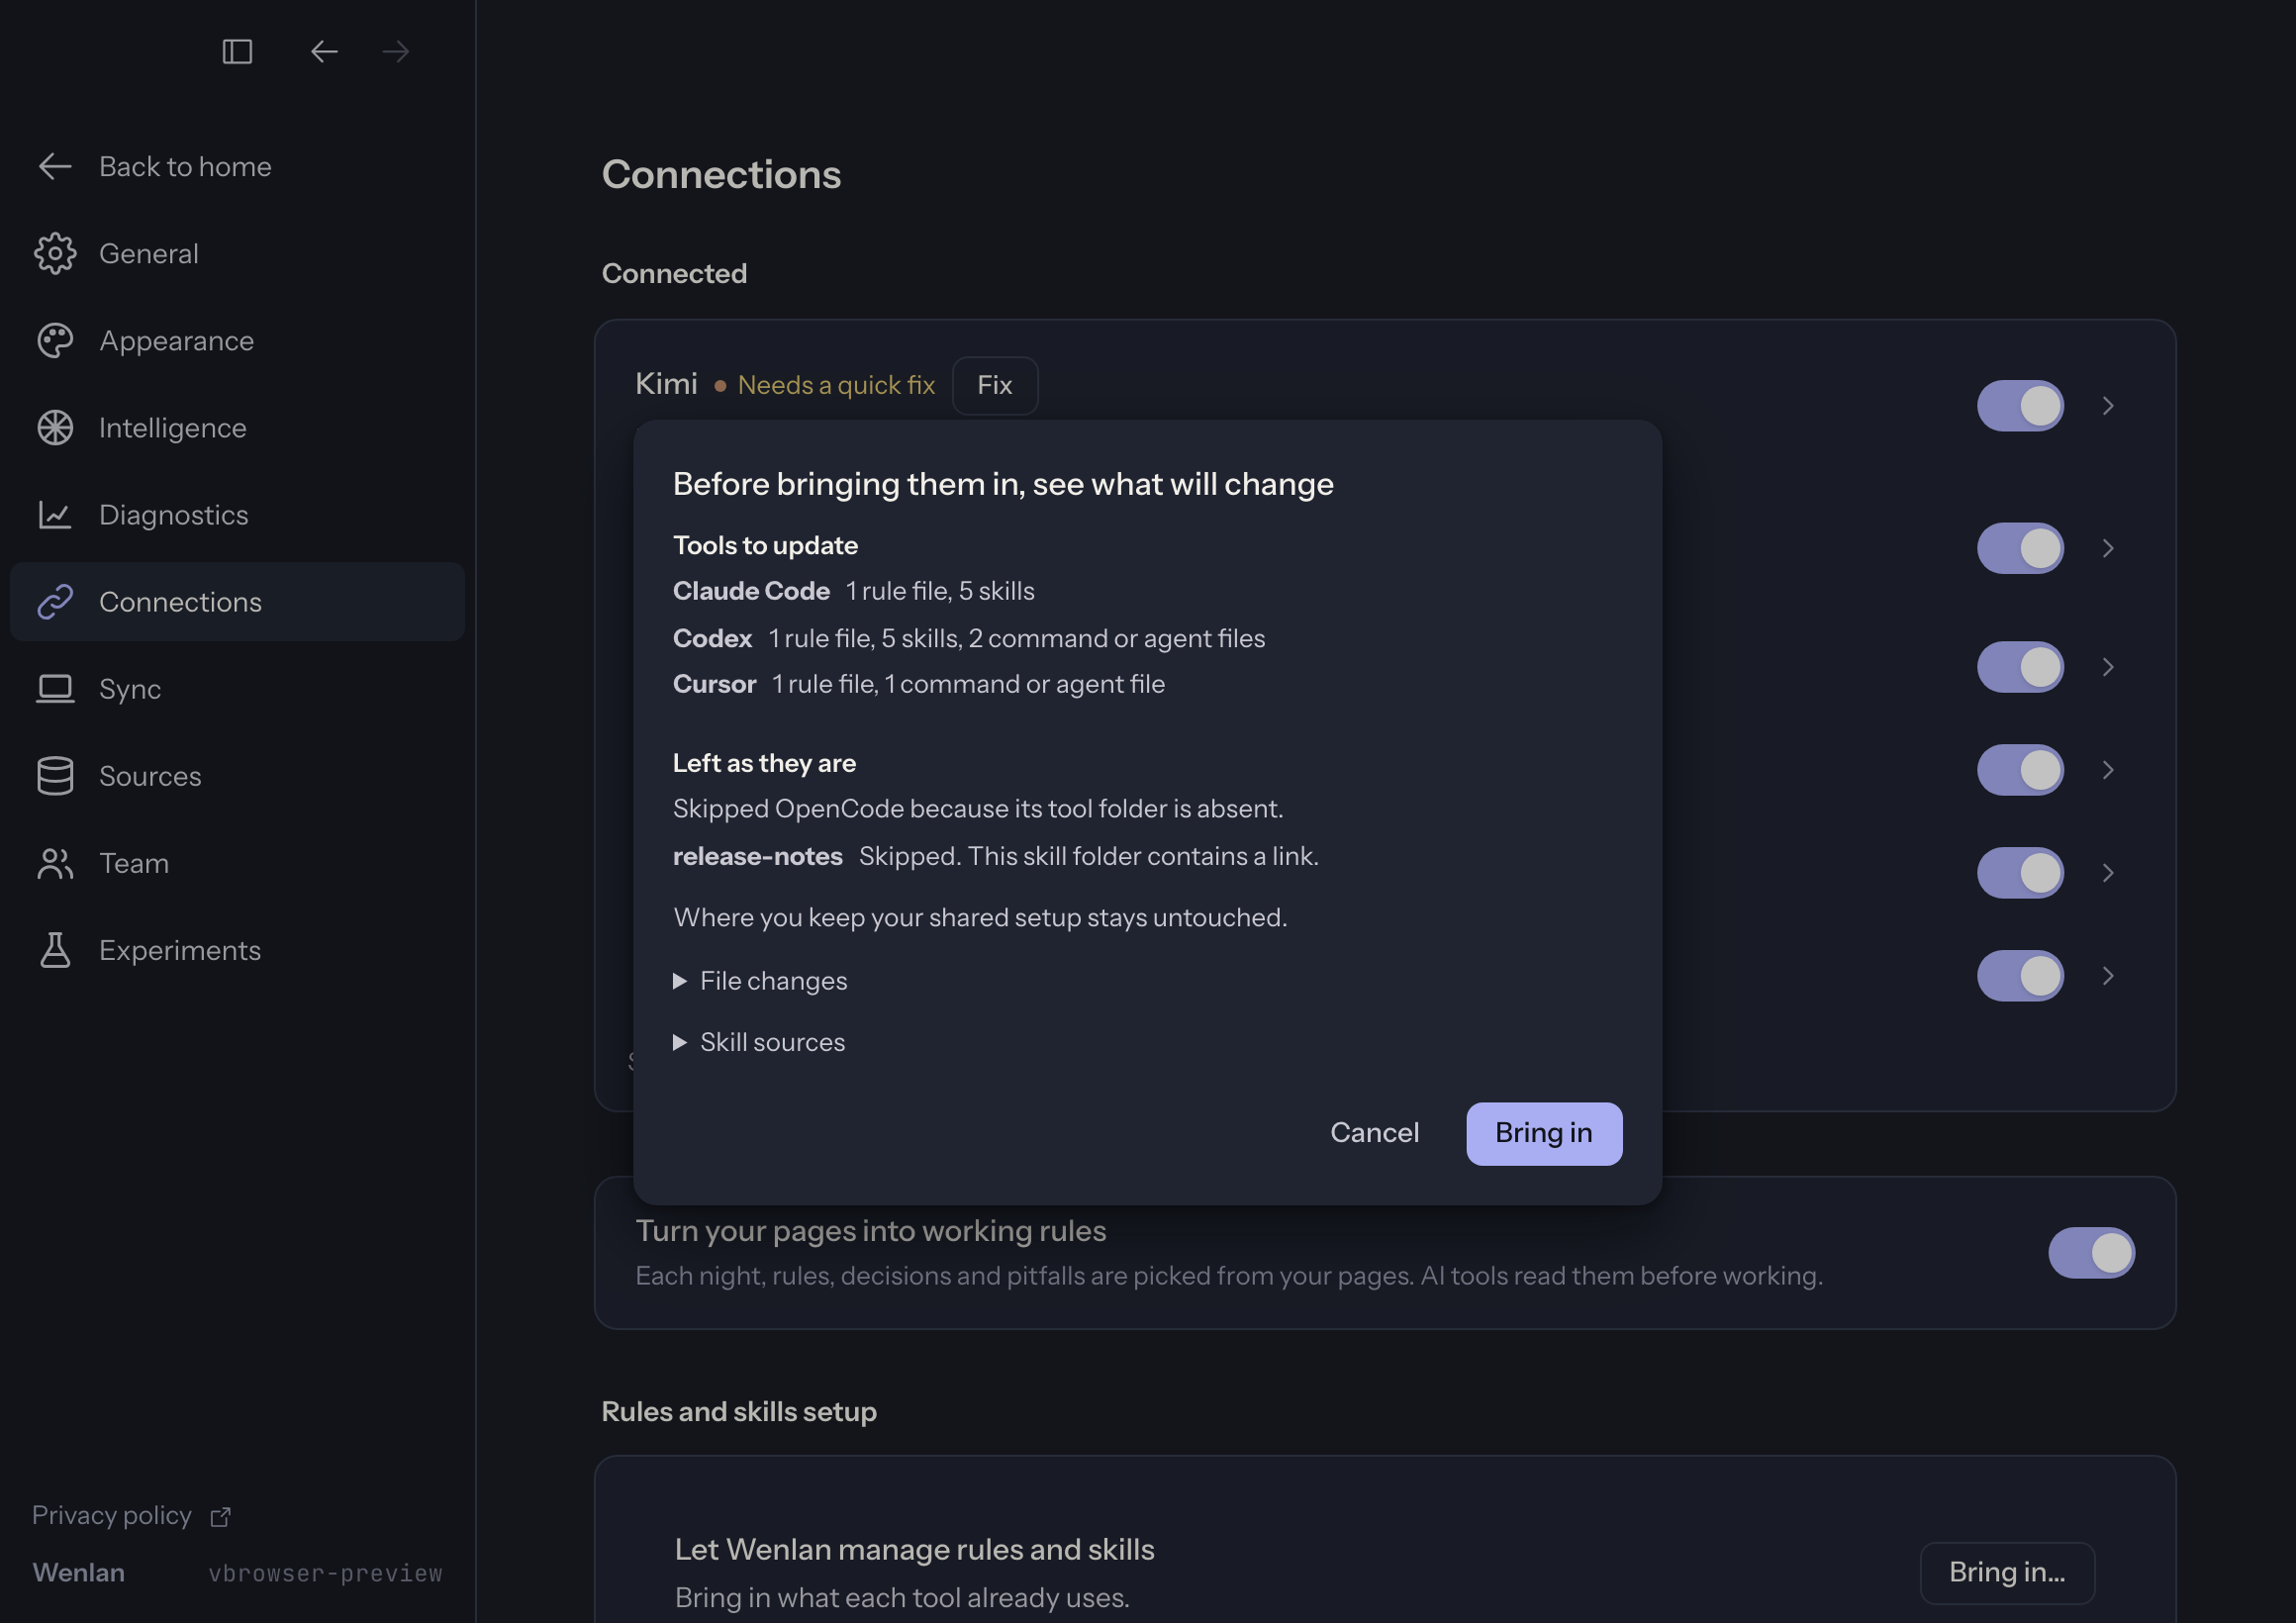 Back to home
General
Appearance
Intelligence
Diagnostics
Connections
Sync
Sources
Team
Experiments
Privacy policy
Wenlan vbrowser-preview
Connections
Connected
Kimi Needs a quick fix Fix
Before bringing them in, see what will change
Tools to update
Claude Code 1 rule file, 5 skills
Codex 1 rule file, 5 skills, 2 command or agent files
Cursor 1 rule file, 1 command or agent file
Left as they are
Skipped OpenCode because its tool folder is absent.
release-notes Skipped. This skill folder contains a link.
Where you keep your shared setup stays untouched.
File changes
Skill sources
Cancel Bring in
Turn your pages into working rules
Each night, rules, decisions and pitfalls are picked from your pages. AI tools read them before working.
Rules and skills setup
Let Wenlan manage rules and skills
Bring in what each tool already uses.
Bring in...